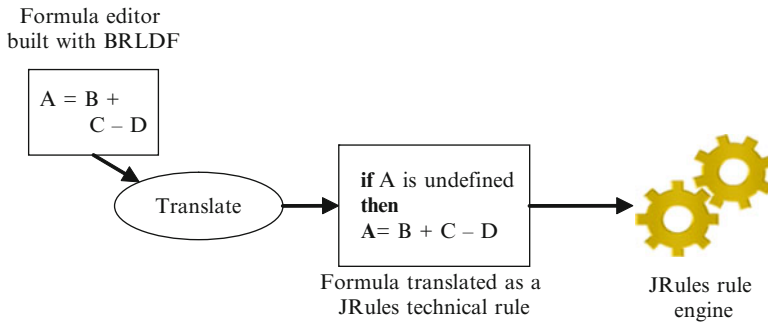 Formula editor
built with BRLDF
A = B +
C – D
Translate
if A is undefined
then
A= B + C – D
Formula translated as a
JRules technical rule
JRules rule
engine